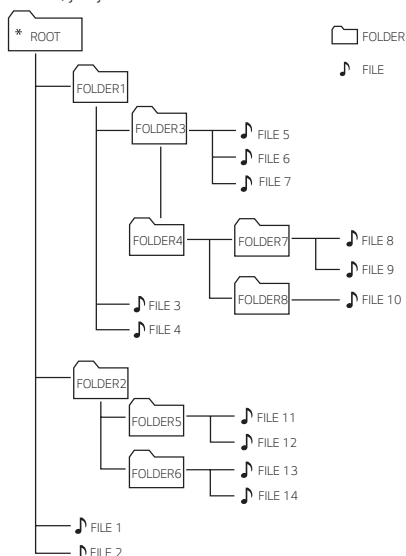 * ROOT
FOLDER
FILE
FOLDER1
FOLDER3
FILE 5
FILE 6
FILE 7
FOLDER4
FOLDER7
FILE 8
FILE 9
FOLDER8
FILE 10
FILE 3
FILE 4
FOLDER2
FOLDER5
FILE 11
FILE 12
FOLDER6
FILE 13
FILE 14
FILE 1
FILE 2